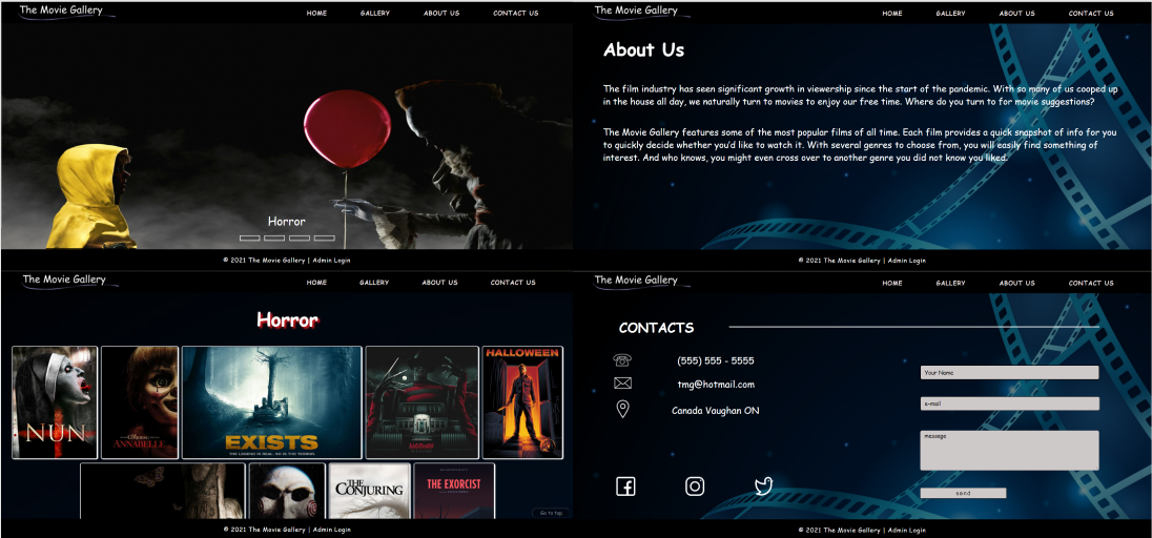 The Movie Gallery
HOME GALLERY ABOUT US CONTACT US
Horror
© 2021 The Movie Gallery | Admin Login
The Movie Gallery
HOME GALLERY ABOUT US CONTACT US
About Us
The film industry has seen significant growth in viewership since the start of the pandemic. With so many of us cooped up
in the house all day, we naturally turn to movies to enjoy our free time. Where do you turn to for movie suggestions?
The Movie Gallery features some of the most popular films of all time. Each film provides a quick snapshot of info for you
to quickly decide whether you'd like to watch it. With several genres to choose from, you will easily find something of
interest. And who knows, you might even cross over to another genre you did not know you liked.
© 2021 The Movie Gallery | Admin Login
The Movie Gallery
HOME GALLERY ABOUT US CONTACT US
Horror
NUN
ANNABELLE
EXISTS
HALLOWEEN
THE
CONJURING
THE EXORCIST
Go to top
© 2021 The Movie Gallery | Admin Login
The Movie Gallery
HOME GALLERY ABOUT US CONTACT US
CONTACTS
(555) 555 - 5555
tmg@hotmail.com
Canada Vaughan ON
Your Name
e-mail
message
send
© 2021 The Movie Gallery | Admin Login